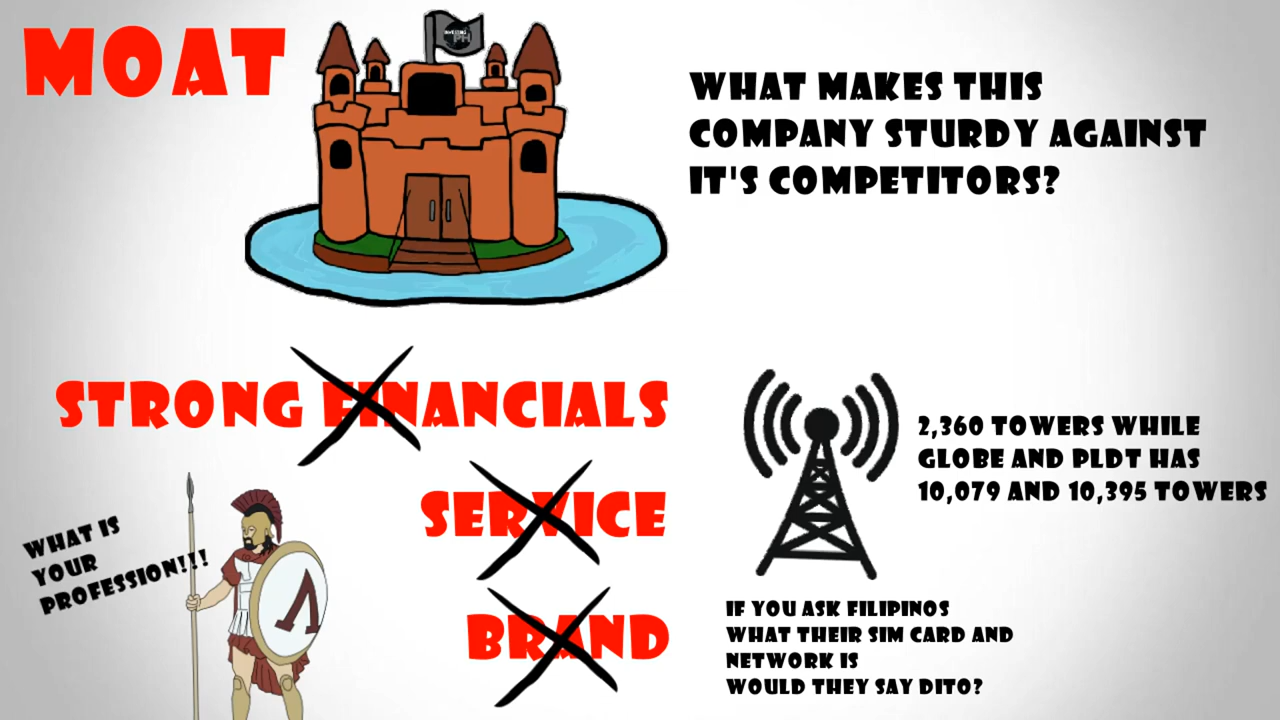 MOAT
INVESTING
PH
WHAT MAKES THIS
COMPANY STURDY AGAINST
IT'S COMPETITORS?
STRONG FINANCIALS
SERVICE
BRAND
WHAT IS
YOUR
PROFESSION!!!
2,360 TOWERS WHILE
GLOBE AND PLDT HAS
10,079 AND 10,395 TOWERS
IF YOU ASK FILIPINOS
WHAT THEIR SIM CARD AND
NETWORK IS
WOULD THEY SAY DITO?